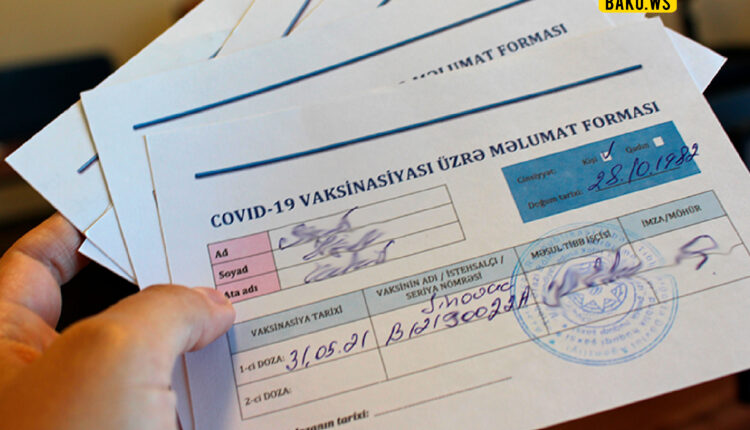 BAKU.WS
MƏLUMAT FORMASI
COVID-19 VAKSİNASİYASI ÜZRƏ MƏLUMAT FORMASI
Cinsiyyət: Kişi Qadın
Doğum tarixi: 28.10.1982
Ad
Soyad
Ata adı
VAKSİNASİYA TARİXİ
VAKSİNİN ADI / İSTEHSALÇI / SERİYA NÖMRƏSİ
MƏSUL TİBB İŞÇİSİ
İMZA/MÖHÜR
1-ci DOZA: 31.05.21 Sinovac B12190022A
2-ci DOZA:
tarixi: